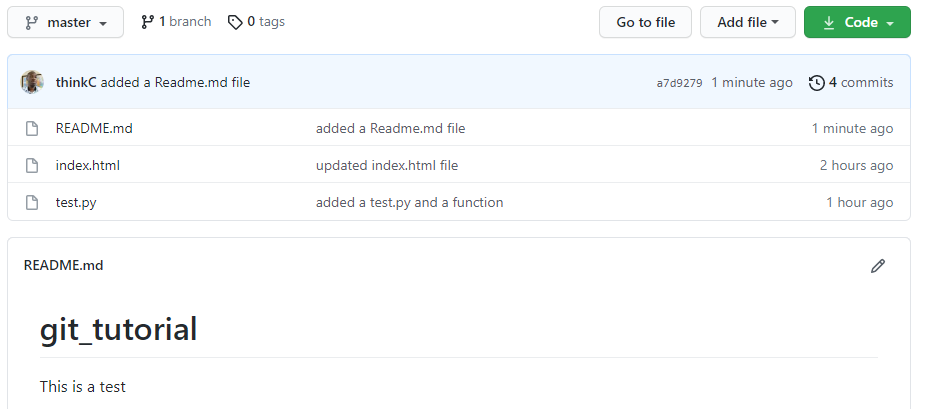 master 1 branch 0 tags Go to file Add file Code
thinkC added a Readme.md file a7d9279 1 minute ago 4 commits
README.md added a Readme.md file 1 minute ago
index.html updated index.html file 2 hours ago
test.py added a test.py and a function 1 hour ago
README.md
git_tutorial
This is a test